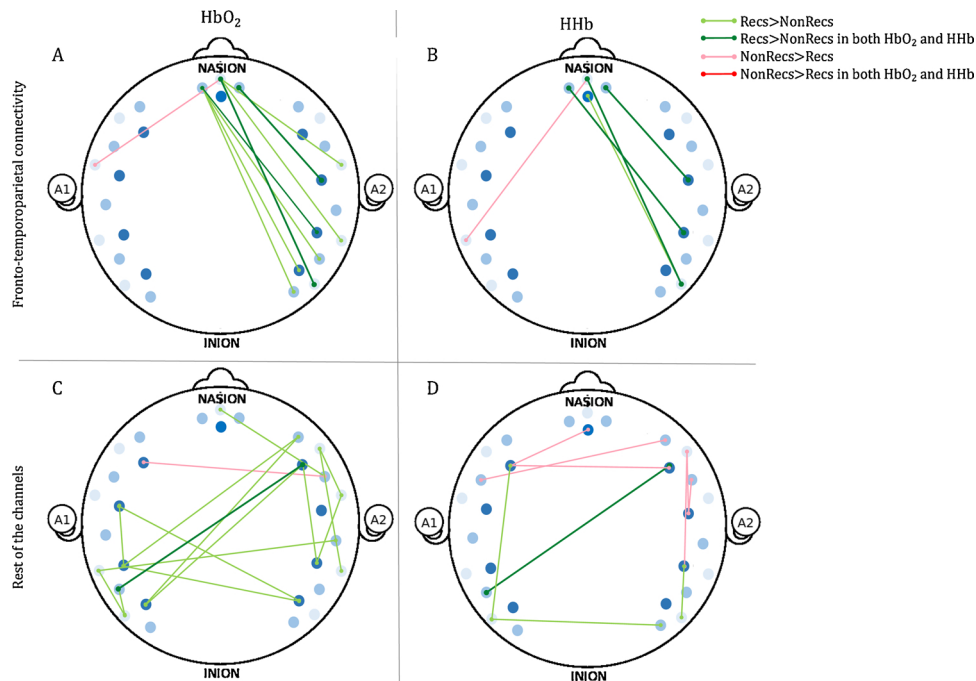 HbO₂
HHb
Recs>NonRecs
Recs>NonRecs in both HbO₂ and HHb
NonRecs>Recs
NonRecs>Recs in both HbO₂ and HHb
Fronto-temporoparietal connectivity
A
NASION
A1
A2
INION
B
NASION
A1
A2
INION
Rest of the channels
C
NASION
A1
A2
INION
D
NASION
A1
A2
INION